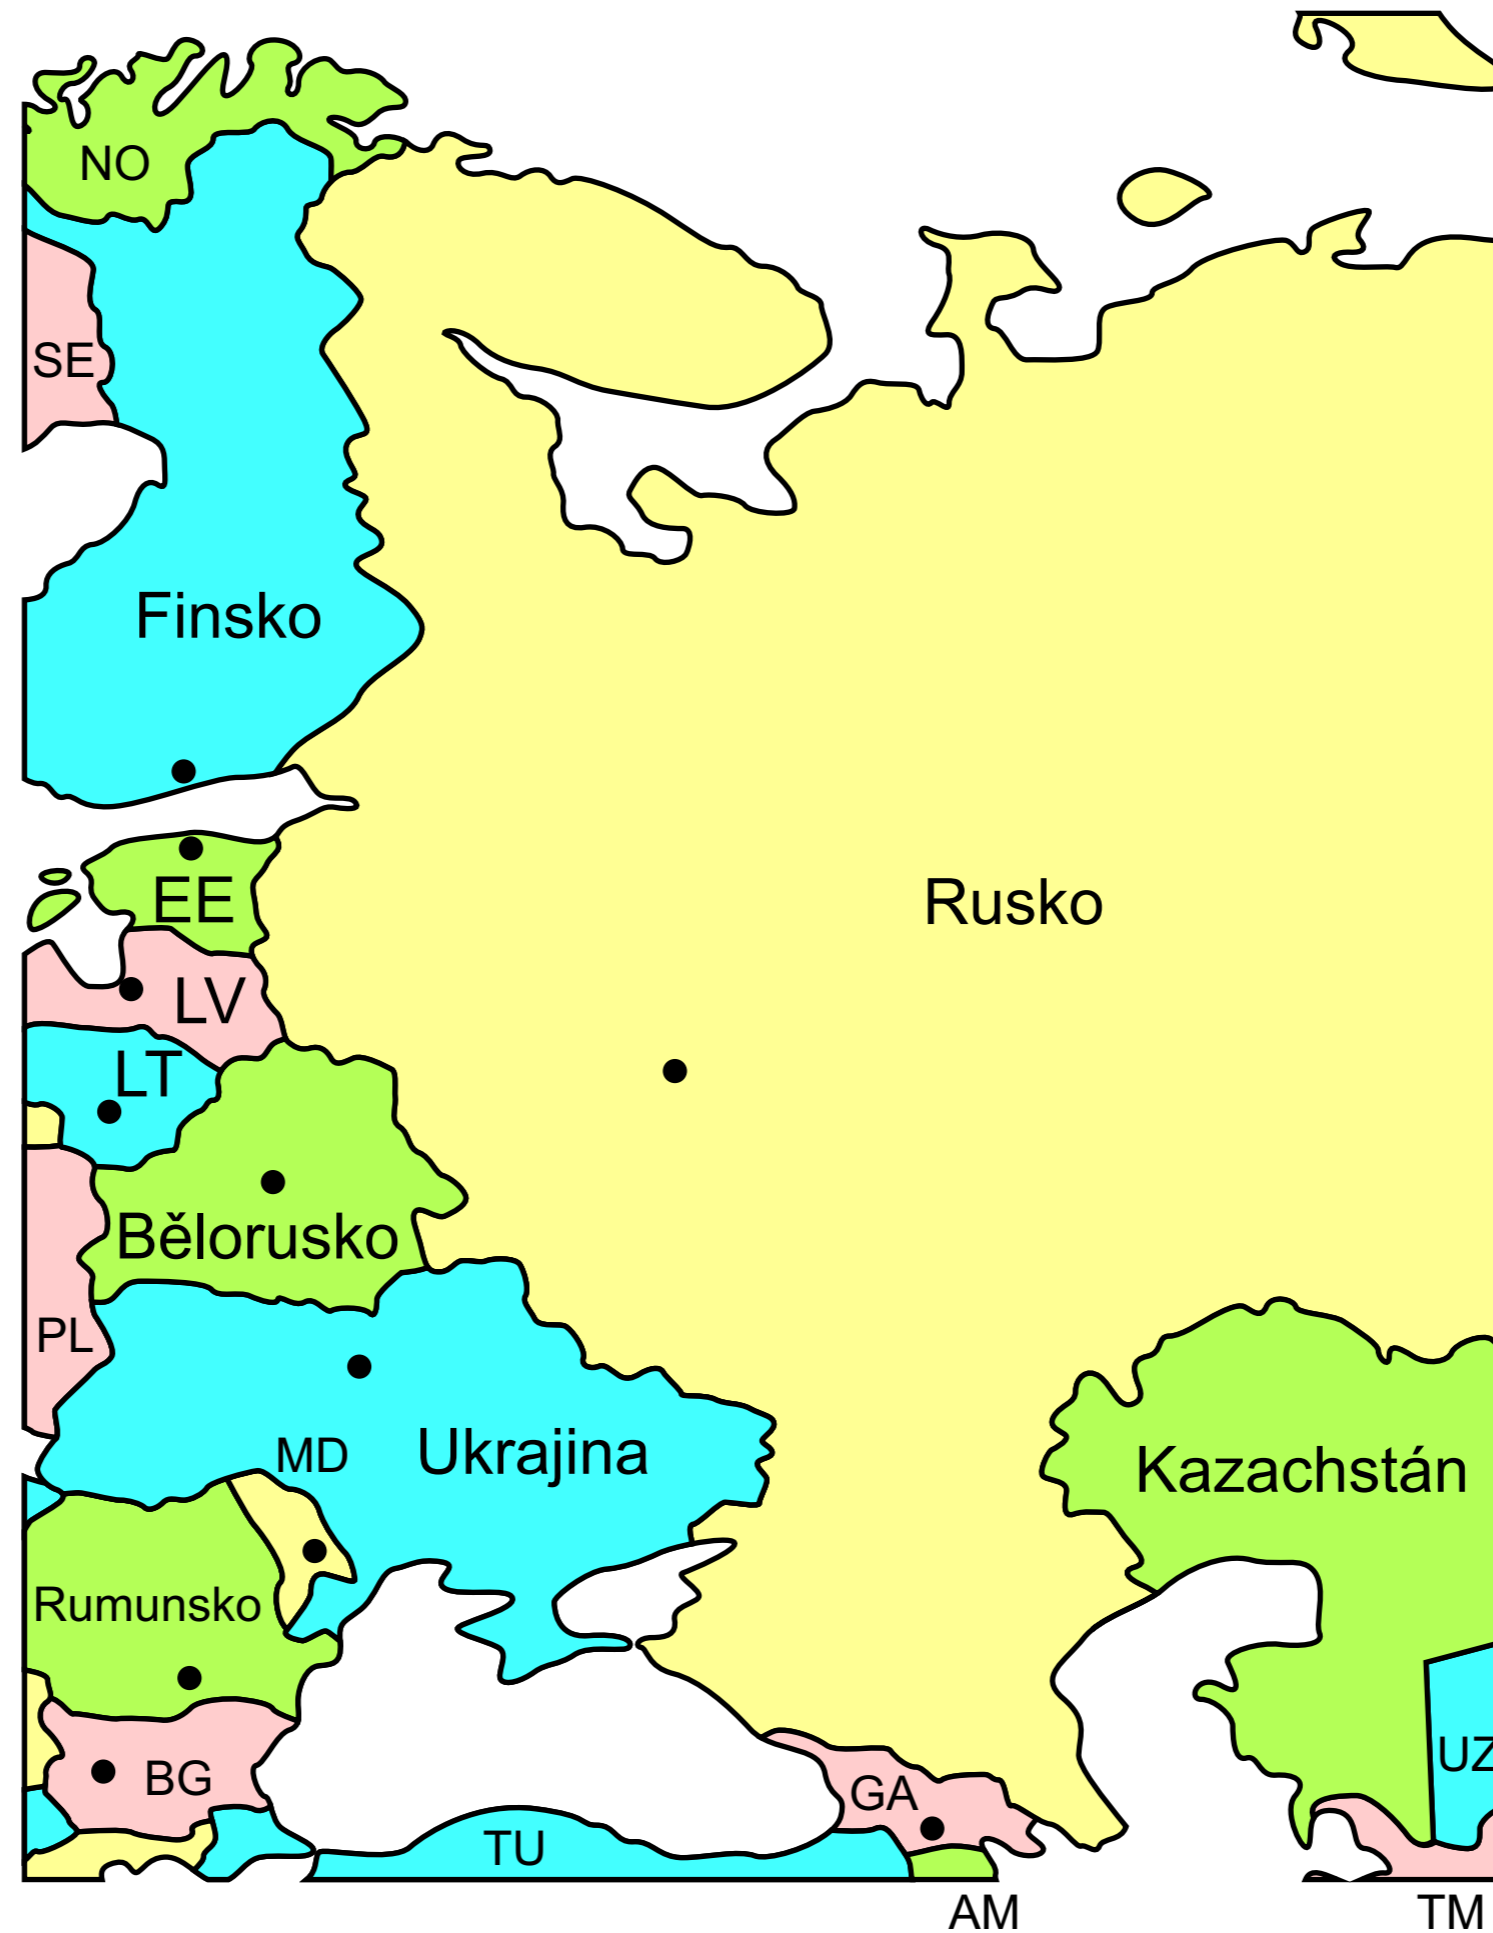 NO
SE
Finsko
EE
Rusko
LV
LT
Bělorusko
PL
MD
Ukrajina
Kazachstán
Rumunsko
UZ
BG
GA
TU
AM
TM